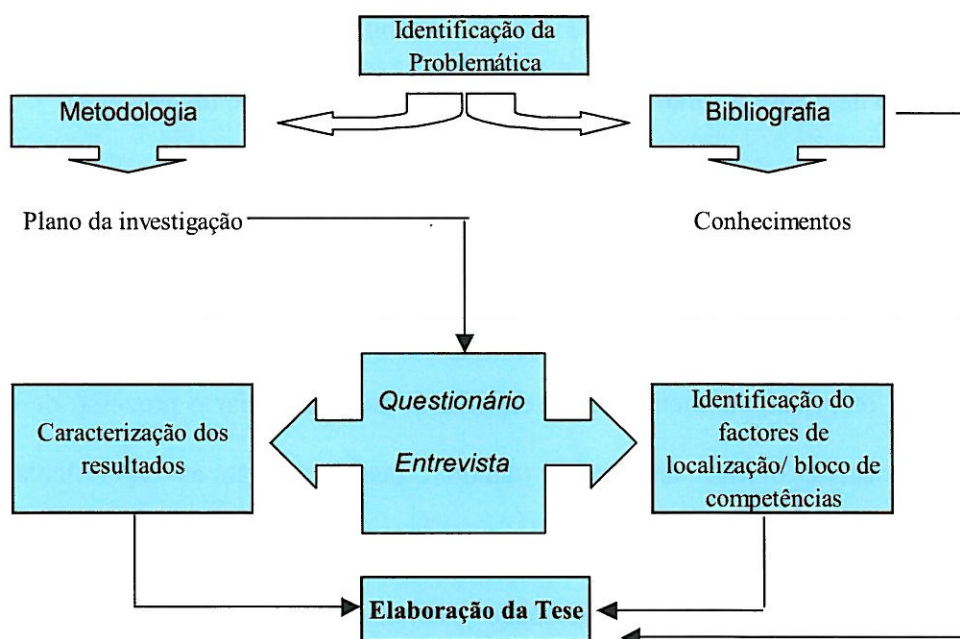 Identificação da
Problemática
Metodologia
Bibliografia
Plano da investigação
Conhecimentos
Questionário
Entrevista
Caracterização dos
resultados
Identificação do
factores de
localização/ bloco de
competências
Elaboração da Tese